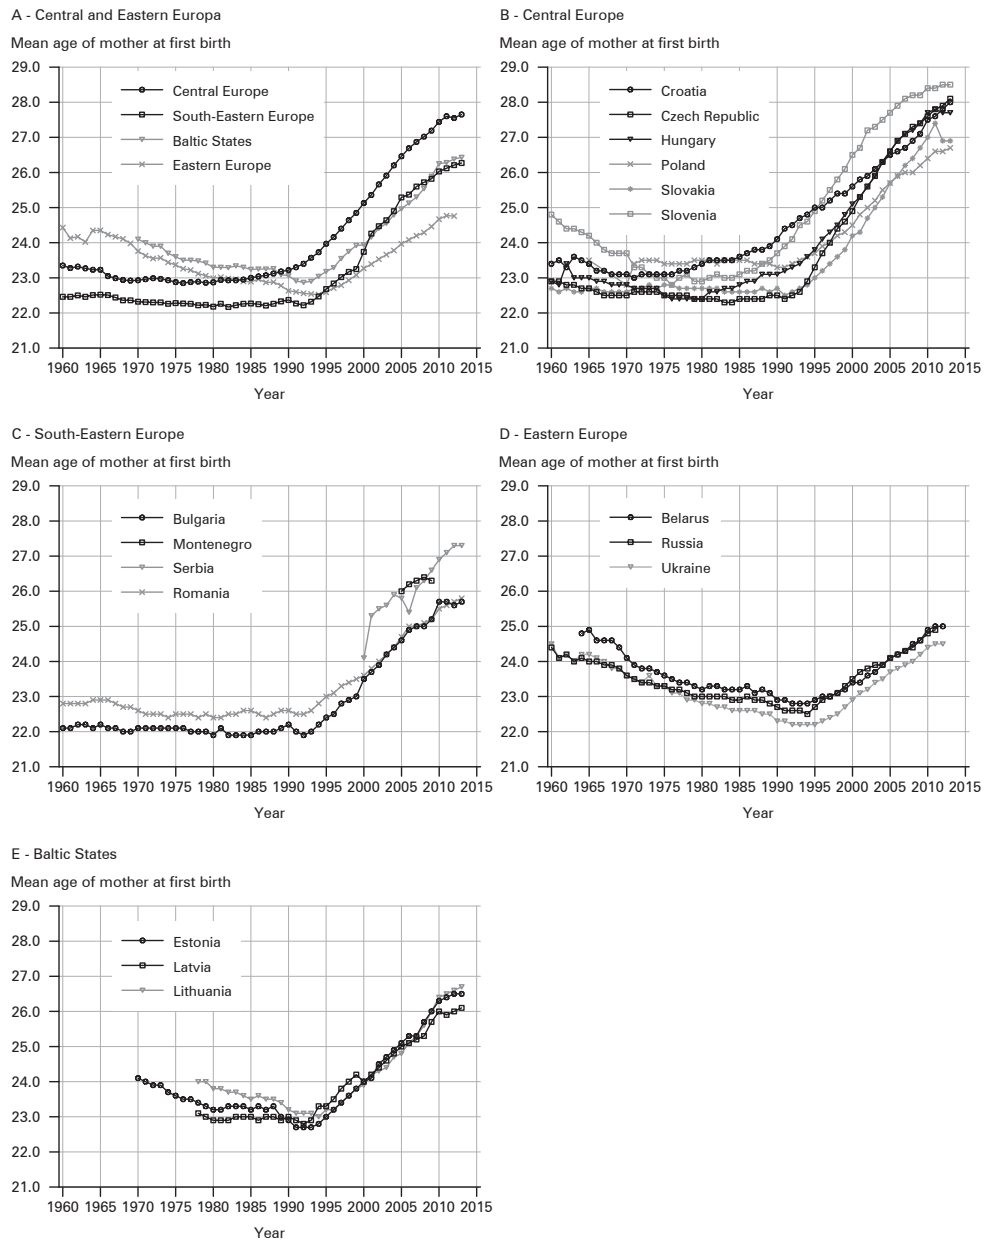 A - Central and Eastern Europa
Mean age of mother at first birth
29.0
28.0
27.0
26.0
25.0
24.0
23.0
22.0
21.0
Central Europe
South-Eastern Europe
Baltic States
Eastern Europe
1960 1965 1970 1975 1980 1985 1990 1995 2000 2005 2010 2015
Year
B - Central Europe
Mean age of mother at first birth
29.0
28.0
27.0
26.0
25.0
24.0
23.0
22.0
21.0
Croatia
Czech Republic
Hungary
Poland
Slovakia
Slovenia
1960 1965 1970 1975 1980 1985 1990 1995 2000 2005 2010 2015
Year
C - South-Eastern Europe
Mean age of mother at first birth
29.0
28.0
27.0
26.0
25.0
24.0
23.0
22.0
21.0
Bulgaria
Montenegro
Serbia
Romania
1960 1965 1970 1975 1980 1985 1990 1995 2000 2005 2010 2015
Year
D - Eastern Europe
Mean age of mother at first birth
29.0
28.0
27.0
26.0
25.0
24.0
23.0
22.0
21.0
Belarus
Russia
Ukraine
1960 1965 1970 1975 1980 1985 1990 1995 2000 2005 2010 2015
Year
E - Baltic States
Mean age of mother at first birth
29.0
28.0
27.0
26.0
25.0
24.0
23.0
22.0
21.0
Estonia
Latvia
Lithuania
1960 1965 1970 1975 1980 1985 1990 1995 2000 2005 2010 2015
Year